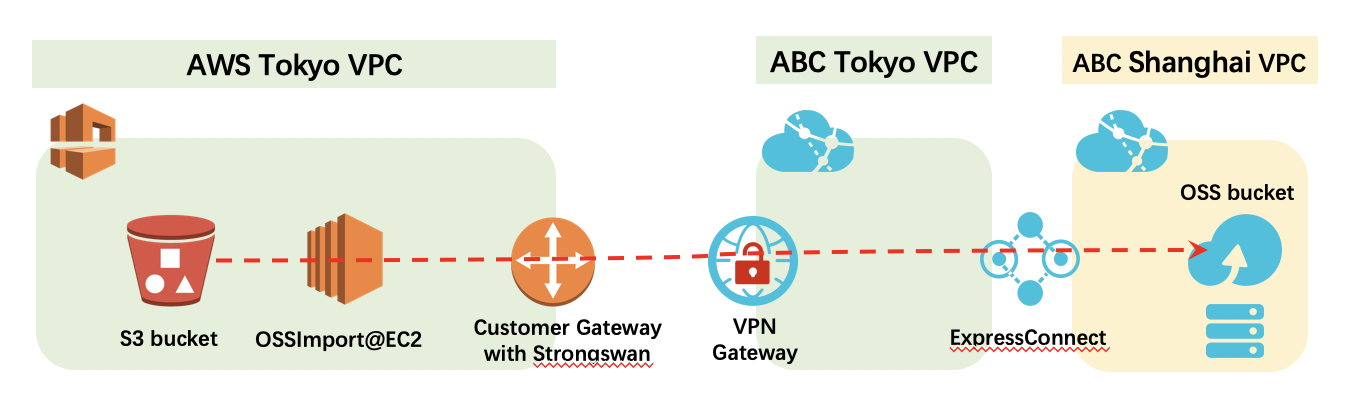 AWS Tokyo VPC
ABC Tokyo VPC
ABC Shanghai VPC
OSS bucket
S3 bucket
OSSImport@EC2
Customer Gateway
with Strongswan
VPN
Gateway
ExpressConnect